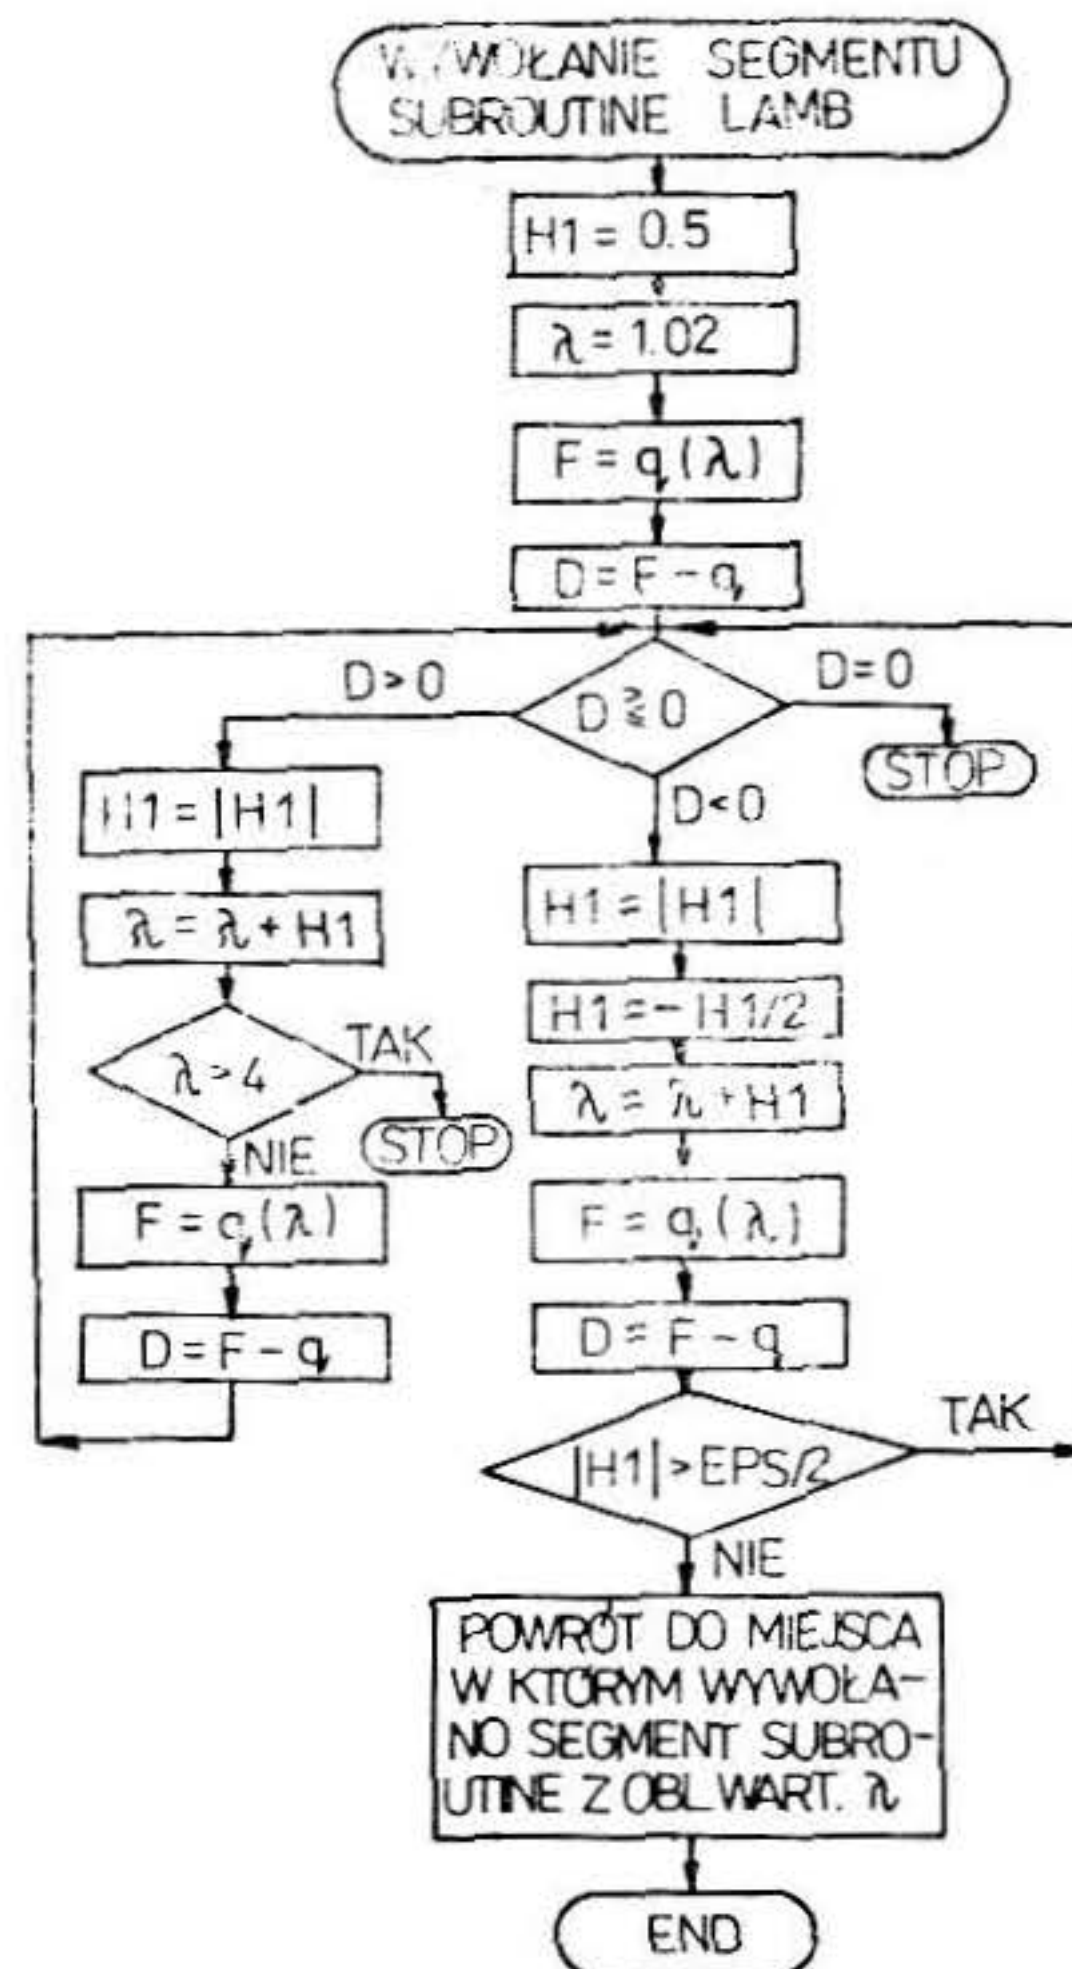 WYWOŁANIE SEGMENTU
SUBROUTINE LAMB
H1 = 0.5
λ = 1.02
F = q(λ)
D = F - q
D > 0
D ⋛ 0
D = 0
STOP
D < 0
H1 = |H1|
λ = λ + H1
λ > 4
TAK
STOP
NIE
F = q(λ)
D = F - q
H1 = |H1|
H1 = - H1/2
λ = λ + H1
F = q(λ)
D = F - q
|H1| > EPS/2
TAK
NIE
POWRÓT DO MIEJSCA
W KTÓRYM WYWOŁA-
NO SEGMENT SUBRO-
UTINE Z OBL. WART. λ
END